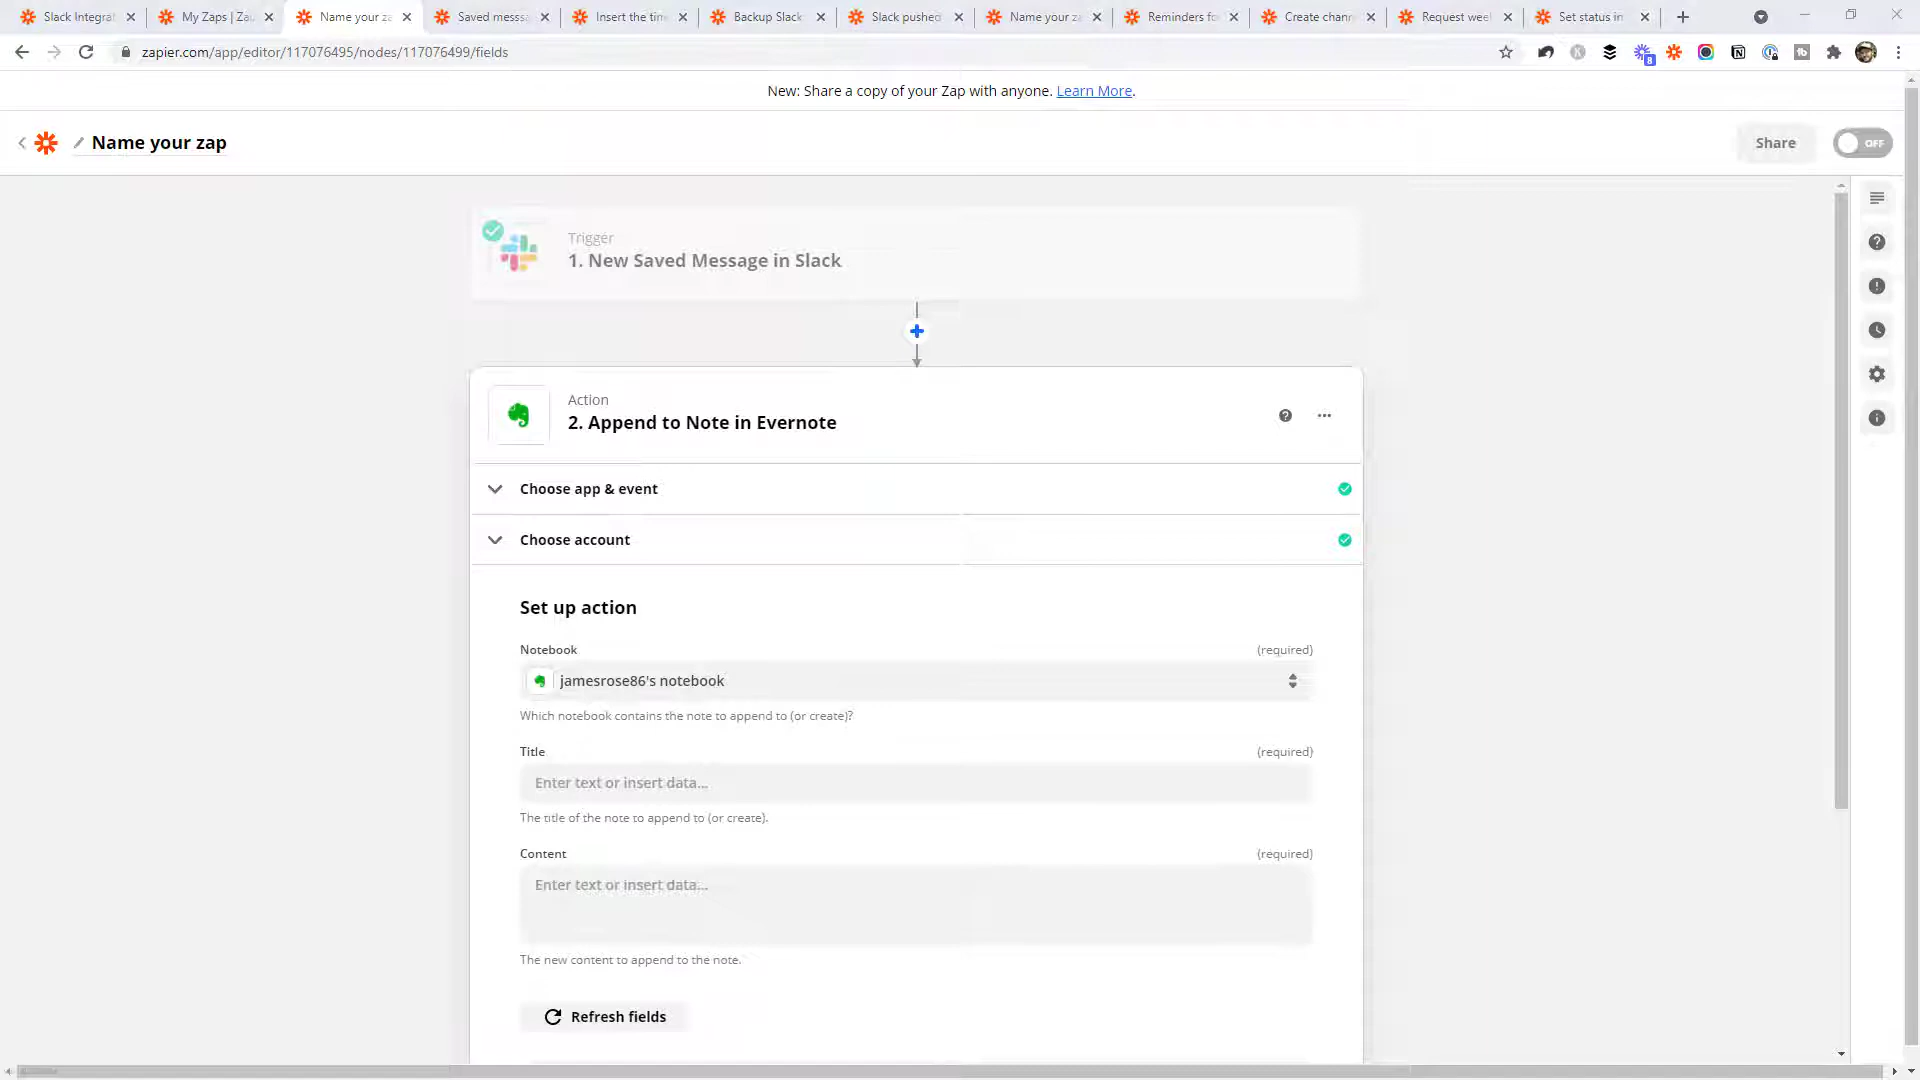 Slack Integrat
My Zaps | Za
Name your za
Saved messa
Insert the tim
Backup Slack
Slack pushed
Name your za
Reminders fo
Create chann
Request wee
Set status in
zapier.com/app/editor/117076495/nodes/117076499/fields
8
New: Share a copy of your Zap with anyone. Learn More.
Name your zap
Share
OFF
Trigger
1. New Saved Message in Slack
Action
2. Append to Note in Evernote
Choose app & event
Choose account
Set up action
Notebook (required)
jamesrose86's notebook
Which notebook contains the note to append to (or create)?
Title (required)
Enter text or insert data...
The title of the note to append to (or create).
Content (required)
Enter text or insert data...
The new content to append to the note.
Refresh fields